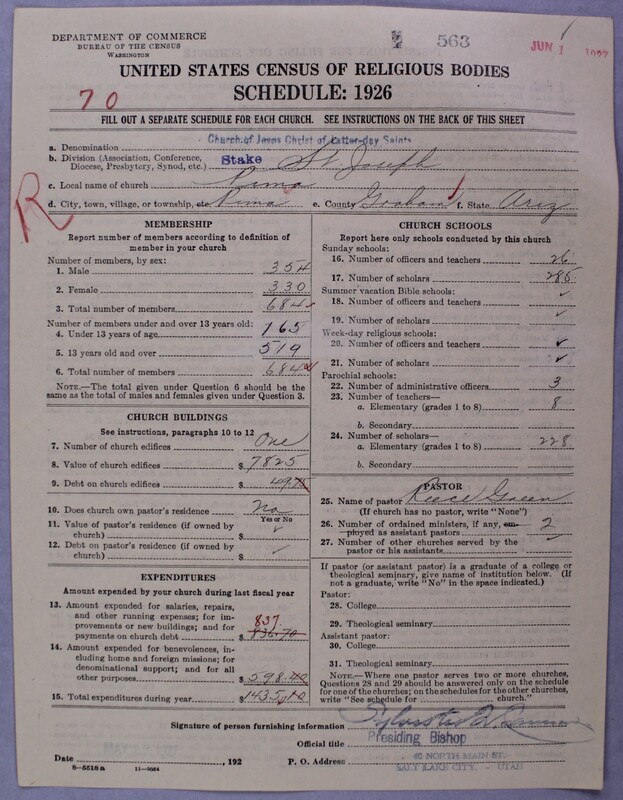 DEPARTMENT OF COMMERCE
BUREAU OF THE CENSUS
WASHINGTON
563
JUN 1
UNITED STATES CENSUS OF RELIGIOUS BODIES
SCHEDULE: 1926
70
FILL OUT A SEPARATE SCHEDULE FOR EACH CHURCH. SEE INSTRUCTIONS ON THE BACK OF THIS SHEET
a. Denomination Church of Jesus Christ of Latter-day Saints
b. Division (Association, Conference, Diocese, Presbytery, Synod, etc.) Stake St. Joseph
c. Local name of church Pima
R
d. City, town, village, or township, etc. Pima e. County Graham f. State Ariz
MEMBERSHIP
Report number of members according to definition of member in your church
Number of members, by sex:
1. Male 354
2. Female 330
3. Total number of members 684
Number of members under and over 13 years old:
4. Under 13 years of age 165
5. 13 years old and over 519
6. Total number of members 684
NOTE.—The total given under Question 6 should be the same as the total of males and females given under Question 3.
CHURCH BUILDINGS
See instructions, paragraphs 10 to 12
7. Number of church edifices One
8. Value of church edifices $ 7825
9. Debt on church edifices $
10. Does church own pastor's residence? No
Yes or No
11. Value of pastor's residence (if owned by church) $ ✓
12. Debt on pastor's residence (if owned by church) $ ✓
EXPENDITURES
Amount expended by your church during last fiscal year
13. Amount expended for salaries, repairs, and other running expenses; for improvements or new buildings; and for payments on church debt $ 836.70 837.
14. Amount expended for benevolences, including home and foreign missions; for denominational support; and for all other purposes $ 598.40
15. Total expenditures during year $ 1435.10
CHURCH SCHOOLS
Report here only schools conducted by this church
Sunday schools:
16. Number of officers and teachers 26
17. Number of scholars 285
Summer vacation Bible schools:
18. Number of officers and teachers ✓
19. Number of scholars ✓
Week-day religious schools:
20. Number of officers and teachers ✓
21. Number of scholars ✓
Parochial schools:
22. Number of administrative officers 3
23. Number of teachers—
a. Elementary (grades 1 to 8) 8
b. Secondary
24. Number of scholars—
a. Elementary (grades 1 to 8) 228
b. Secondary
PASTOR
25. Name of pastor Reece Green
(If church has no pastor, write "None")
26. Number of ordained ministers, if any, employed as assistant pastors 2
27. Number of other churches served by the pastor or his assistants ✓
If pastor (or assistant pastor) is a graduate of a college or theological seminary, give name of institution below. (If not a graduate, write "No" in the space indicated.)
Pastor:
28. College
29. Theological seminary
Assistant pastor:
30. College
31. Theological seminary
NOTE.—Where one pastor serves two or more churches, Questions 28 and 29 should be answered only on the schedule for one of the churches; on the schedules for the other churches, write "See schedule for church."
Signature of person furnishing information
Official title Presiding Bishop
Date , 192 P. O. Address 40 NORTH MAIN ST.
SALT LAKE CITY, UTAH
8—5518 a 11—9064